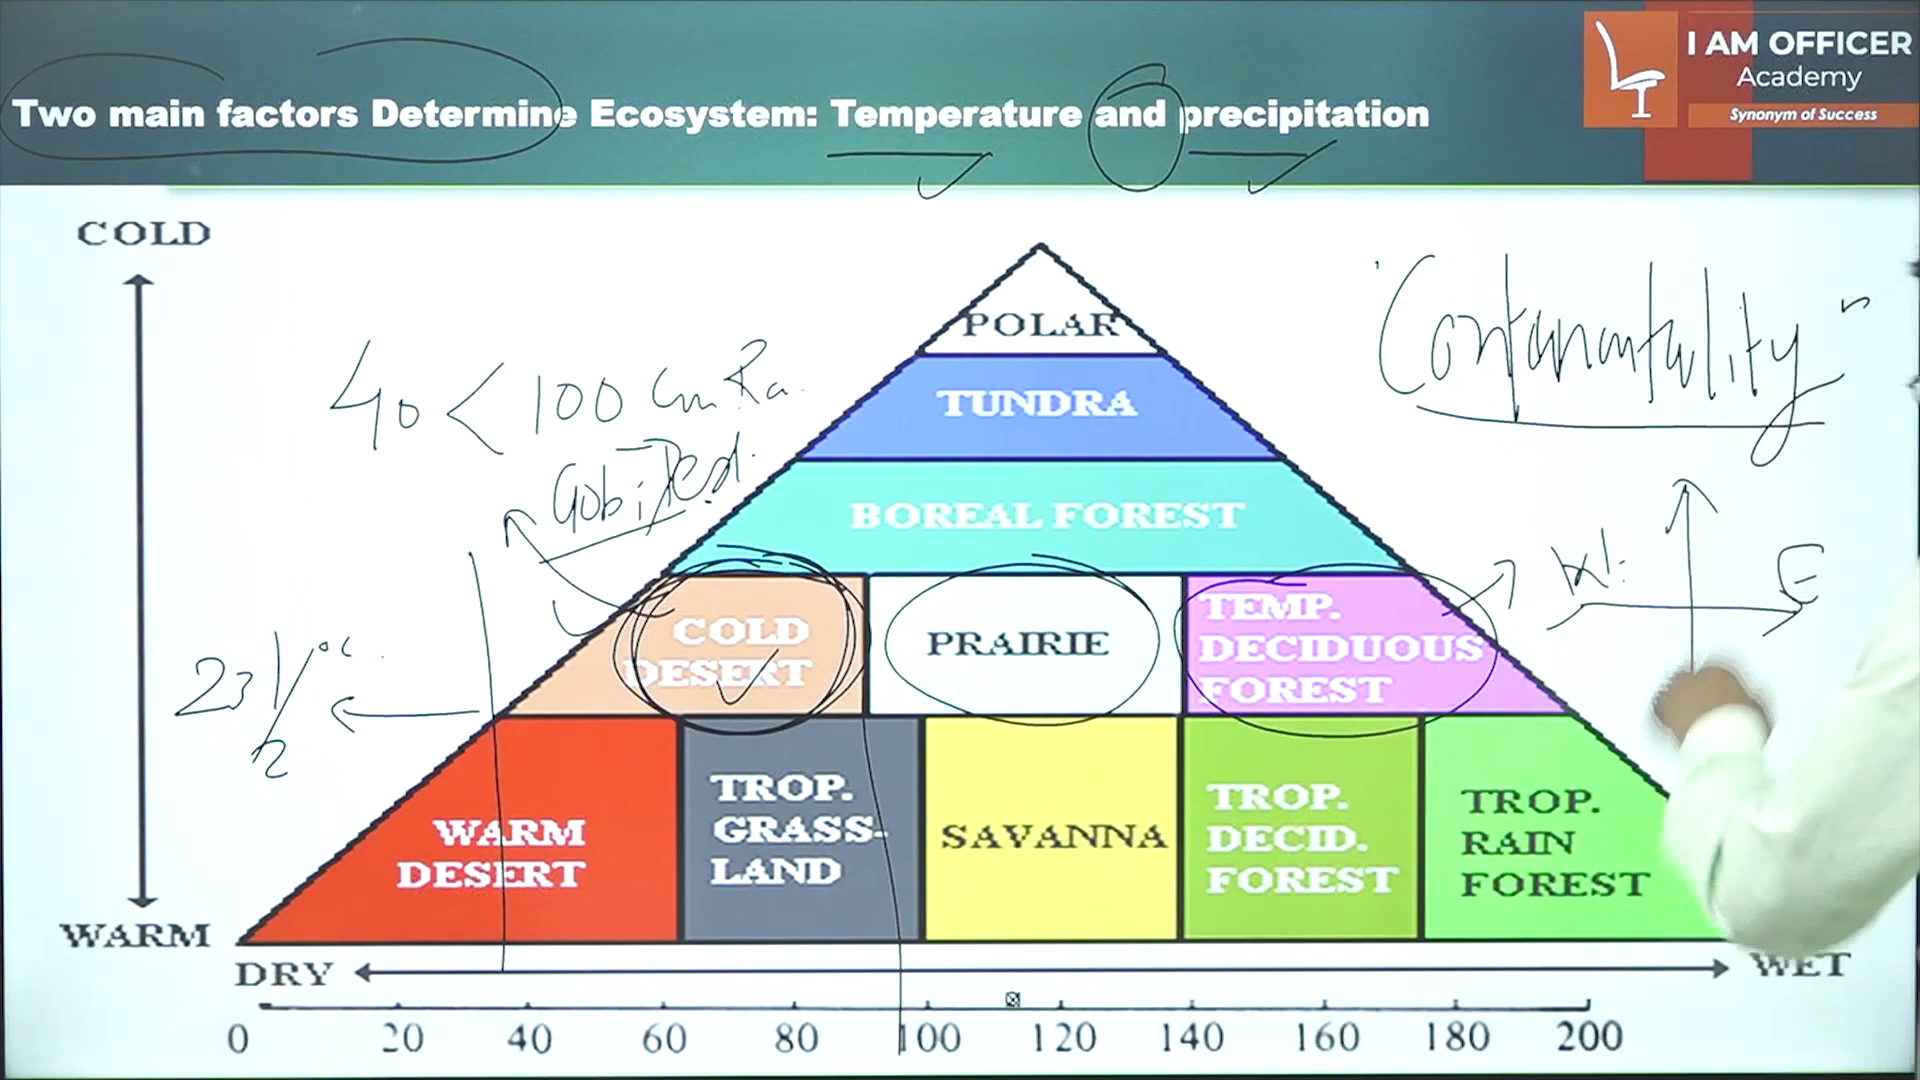 I AM OFFICER
Academy
Synonym of Success
Two main factors Determine Ecosystem: Temperature and precipitation
COLD
POLAR
TUNDRA
BOREAL FOREST
COLD
DESERT
PRAIRIE
TEMP.
DECIDUOUS
FOREST
WARM
DESERT
TROP.
GRASS-
LAND
SAVANNA
TROP.
DECID.
FOREST
TROP.
RAIN
FOREST
WARM
DRY
WET
0 20 40 60 80 100 120 140 160 180 200
40 < 100 Cm Ra.
Gobi Ded.
23 1/2 °C
E